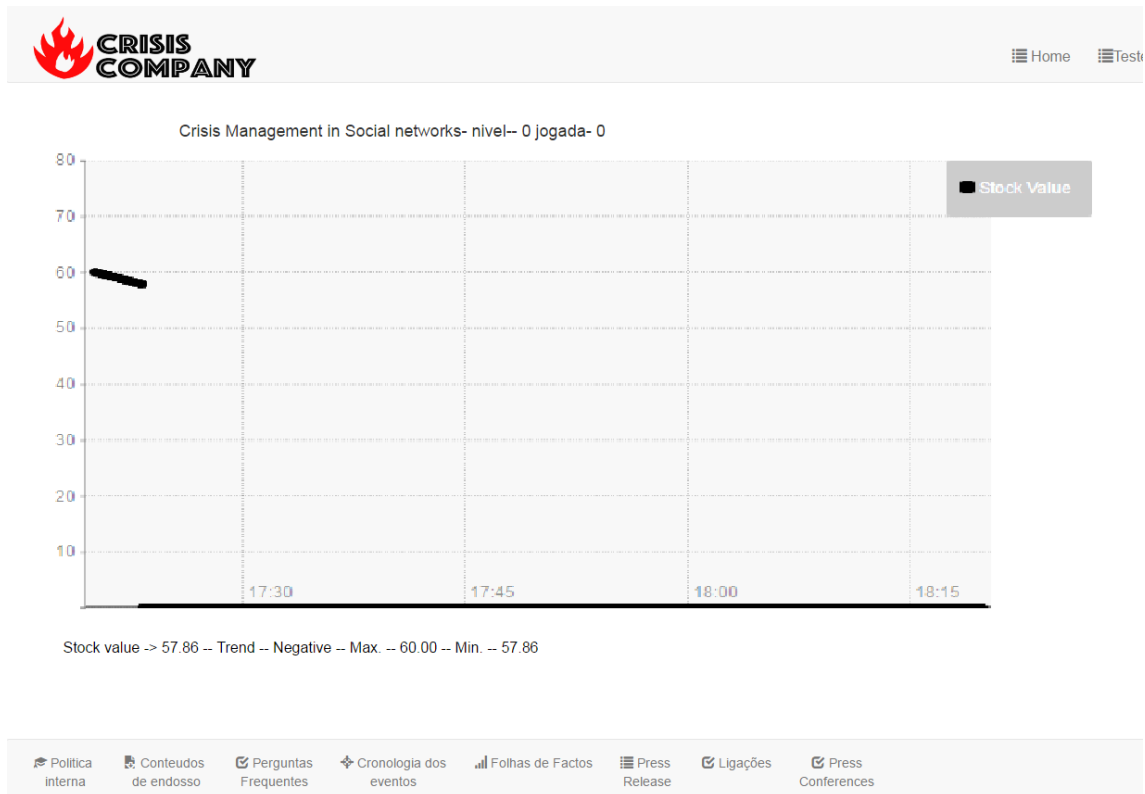 CRISIS
COMPANY
Home
Teste
Crisis Management in Social networks- nivel-- 0 jogada- 0
80
Stock Value
70
60
50
40
30
20
10
17:30 17:45 18:00 18:15
Stock value -> 57.86 -- Trend -- Negative -- Max. -- 60.00 -- Min. -- 57.86
Politica
interna
Conteudos
de endosso
Perguntas
Frequentes
Cronologia dos
eventos
Folhas de Factos
Press
Release
Ligações
Press
Conferences